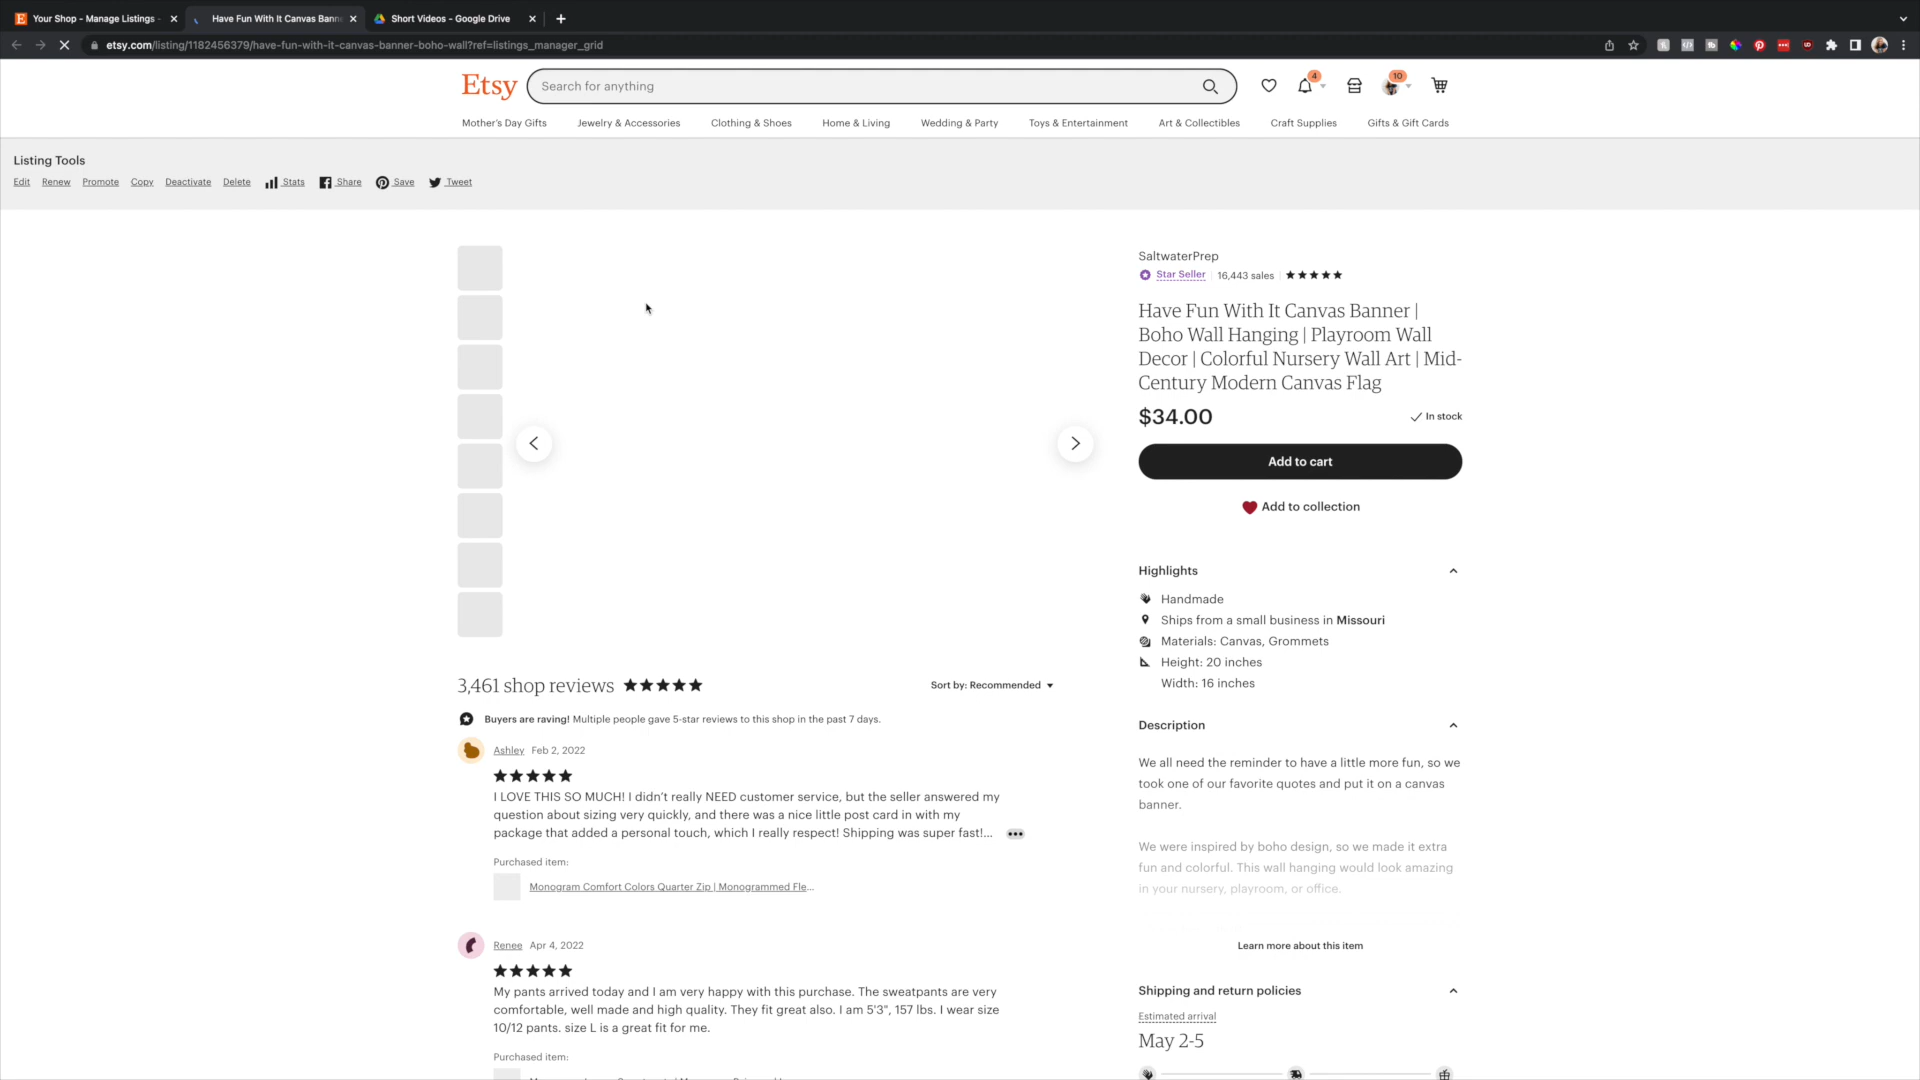 Your Shop - Manage Listings -
Have Fun With It Canvas Bann
Short Videos - Google Drive
etsy.com/listing/1182456379/have-fun-with-it-canvas-banner-boho-wall?ref=listings_manager_grid
Etsy
Search for anything
4
10
Mother's Day Gifts
Jewelry & Accessories
Clothing & Shoes
Home & Living
Wedding & Party
Toys & Entertainment
Art & Collectibles
Craft Supplies
Gifts & Gift Cards
Listing Tools
Edit Renew Promote Copy Deactivate Delete Stats Share Save Tweet
SaltwaterPrep
Star Seller | 16,443 sales
Have Fun With It Canvas Banner |
Boho Wall Hanging | Playroom Wall
Decor | Colorful Nursery Wall Art | Mid-
Century Modern Canvas Flag
$34.00
In stock
Add to cart
Add to collection
Highlights
Handmade
Ships from a small business in Missouri
Materials: Canvas, Grommets
Height: 20 inches
Width: 16 inches
Description
We all need the reminder to have a little more fun, so we
took one of our favorite quotes and put it on a canvas
banner.
We were inspired by boho design, so we made it extra
fun and colorful. This wall hanging would look amazing
in your nursery, playroom, or office.
Learn more about this item
Shipping and return policies
Estimated arrival
May 2-5
3,461 shop reviews
Sort by: Recommended
Buyers are raving! Multiple people gave 5-star reviews to this shop in the past 7 days.
Ashley Feb 2, 2022
I LOVE THIS SO MUCH! I didn't really NEED customer service, but the seller answered my
question about sizing very quickly, and there was a nice little post card in with my
package that added a personal touch, which I really respect! Shipping was super fast!...
Purchased item:
Monogram Comfort Colors Quarter Zip | Monogrammed Fle...
Renee Apr 4, 2022
My pants arrived today and I am very happy with this purchase. The sweatpants are very
comfortable, well made and high quality. They fit great also. I am 5'3", 157 lbs. I wear size
10/12 pants. size L is a great fit for me.
Purchased item: